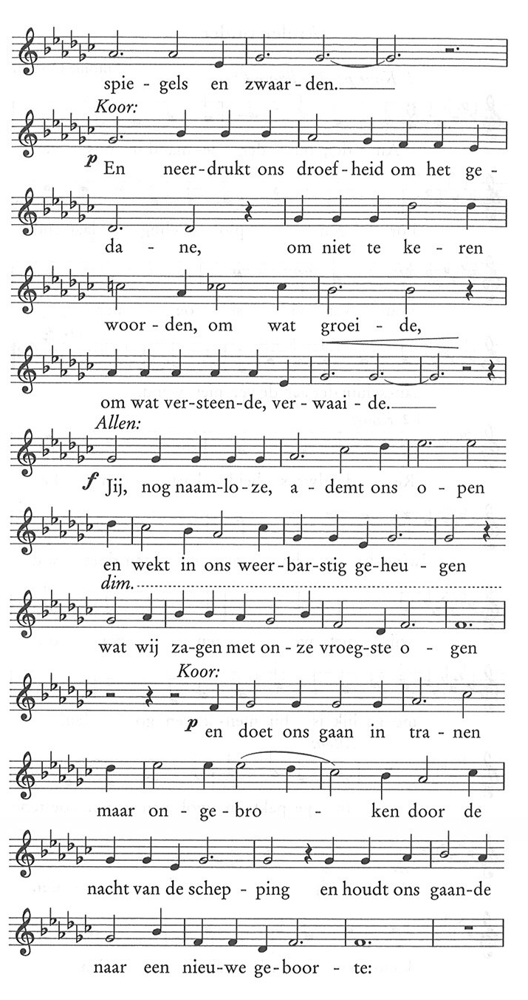 spie - gels en zwaar - den.
Koor:
p En neer-drukt ons droef-heid om het ge -
da - ne, om niet te ke - ren
woor - den, om wat groei - de,
om wat ver-steen-de, ver - waai - de.
Allen:
f Jij, nog naam-lo-ze, a - demt ons o - pen
en wekt in ons weer-bar-stig ge-heu - gen
dim.
wat wij za-gen met on-ze vroeg-ste o - gen
Koor:
p en doet ons gaan in tra - nen
maar on - ge - bro - ken door de
nacht van de schep - ping en houdt ons gaan-de
naar een nieu-we ge-boor - te: